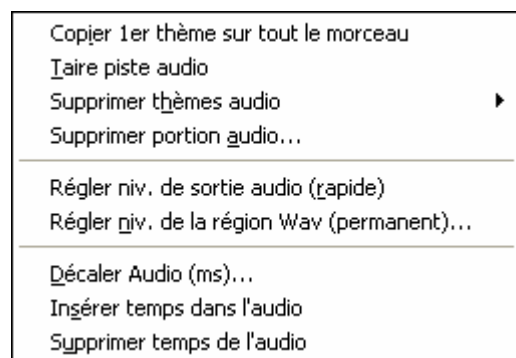 Copier 1er thème sur tout le morceau
Taire piste audio
Supprimer thèmes audio
Supprimer portion audio...
Régler niv. de sortie audio (rapide)
Régler niv. de la région Wav (permanent)...
Décaler Audio (ms)...
Insérer temps dans l'audio
Supprimer temps de l'audio